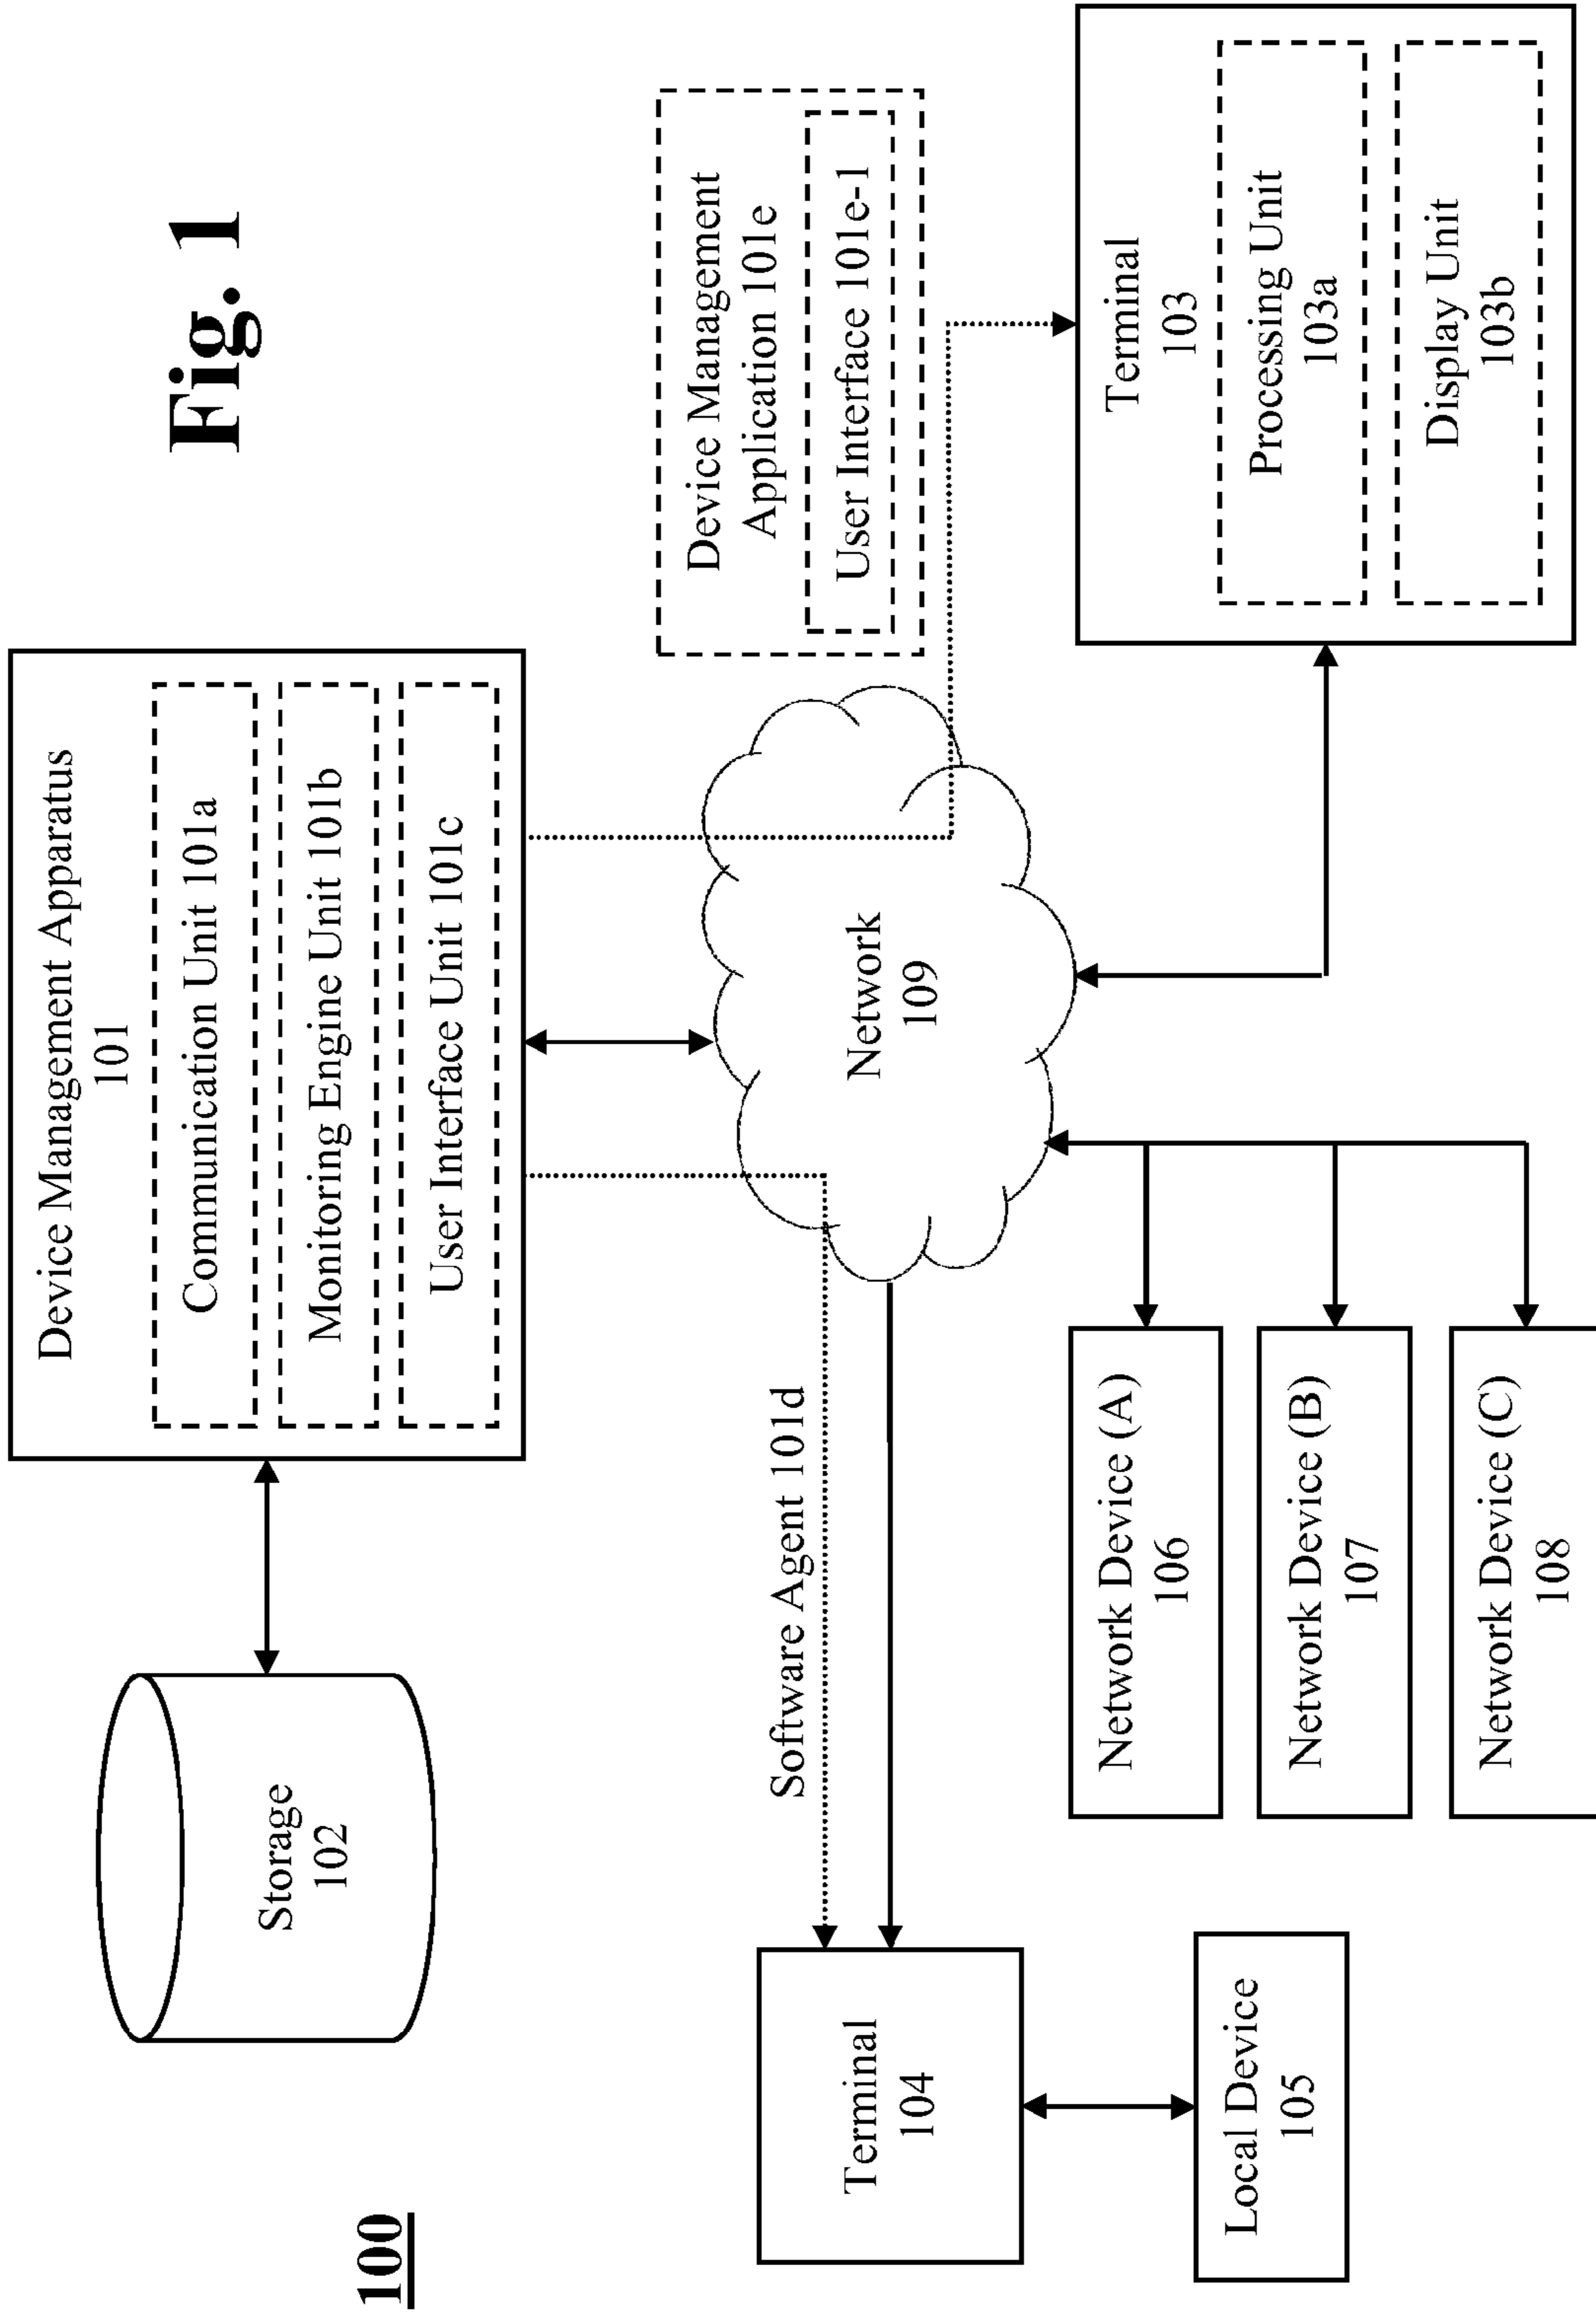 Fig. 1
100
Device Management Apparatus
101
Communication Unit 101a
Monitoring Engine Unit 101b
User Interface Unit 101c
Storage
102
Device Management
Application 101e
User Interface 101e-1
Software Agent 101d
Network
109
Terminal
104
Local Device
105
Network Device (A)
106
Network Device (B)
107
Network Device (C)
108
Terminal
103
Processing Unit
103a
Display Unit
103b